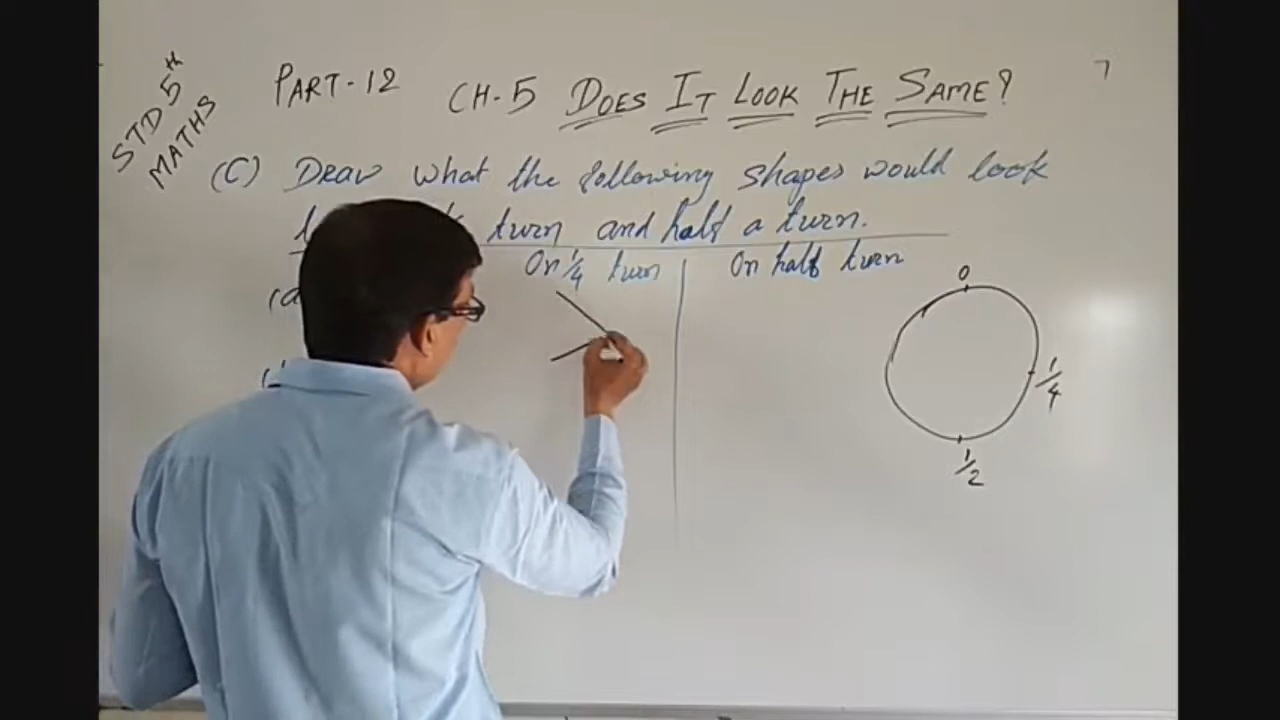 STD 5th
MATHS
PART-12 CH-5 DOES IT LOOK THE SAME?
(C) Draw what the following shapes would look
turn and half a turn.
On 1/4 turn On half turn
(a
0
1/4
1/2